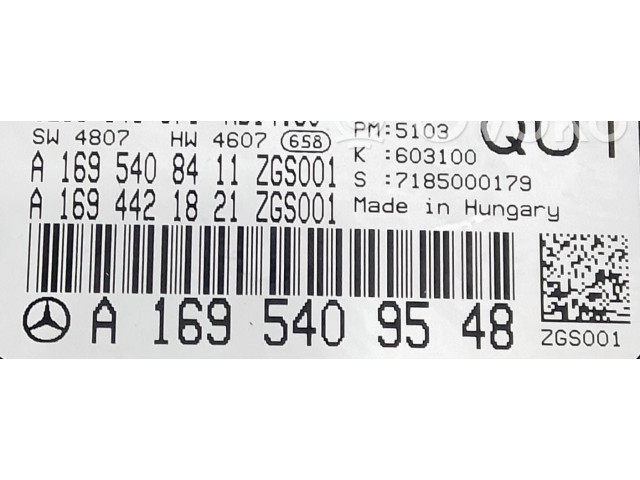 SW 4807 HW 4607 658
A 169 540 84 11 ZGS001
A 169 442 18 21 ZGS001
PM:5103
K :603100
S :7185000179
Made in Hungary
A 169 540 95 48
ZGS001